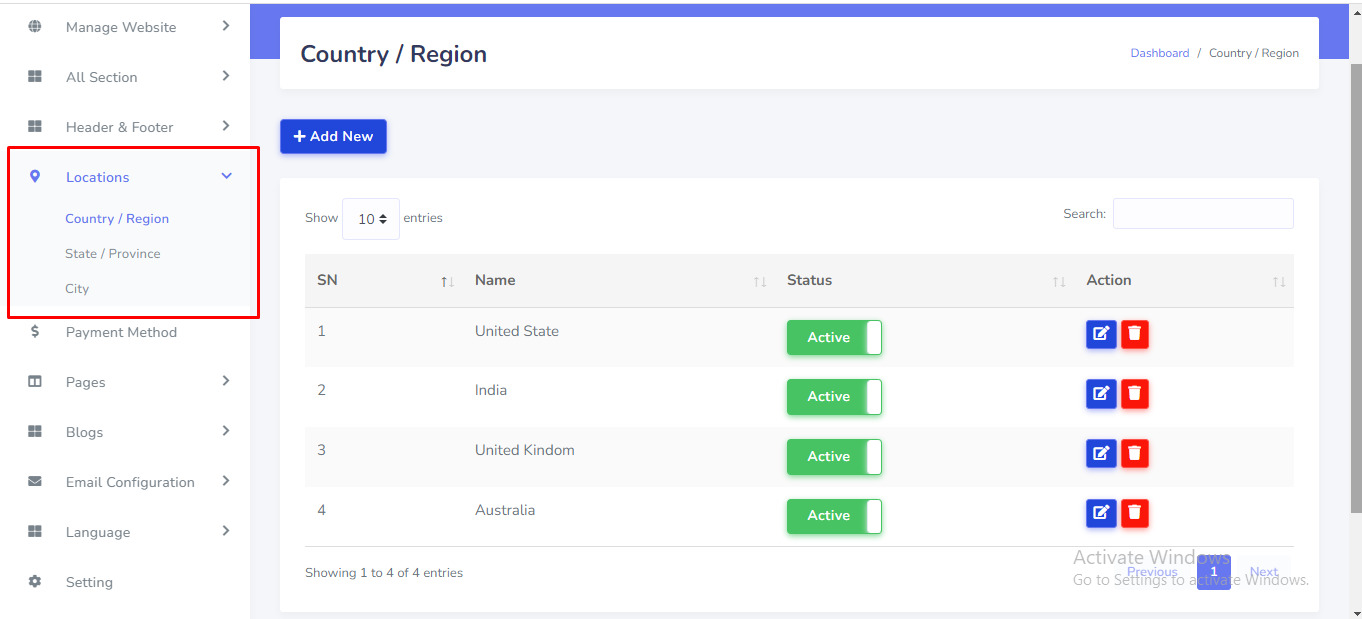 Manage Website
All Section
Header & Footer
Locations
Country / Region
State / Province
City
Payment Method
Pages
Blogs
Email Configuration
Language
Setting
Country / Region
Dashboard / Country / Region
+ Add New
Show 10 entries
Search:
SN Name Status Action
1 United State Active
2 India Active
3 United Kindom Active
4 Australia Active
Showing 1 to 4 of 4 entries
Previous 1 Next
Activate Windows
Go to Settings to activate Windows.